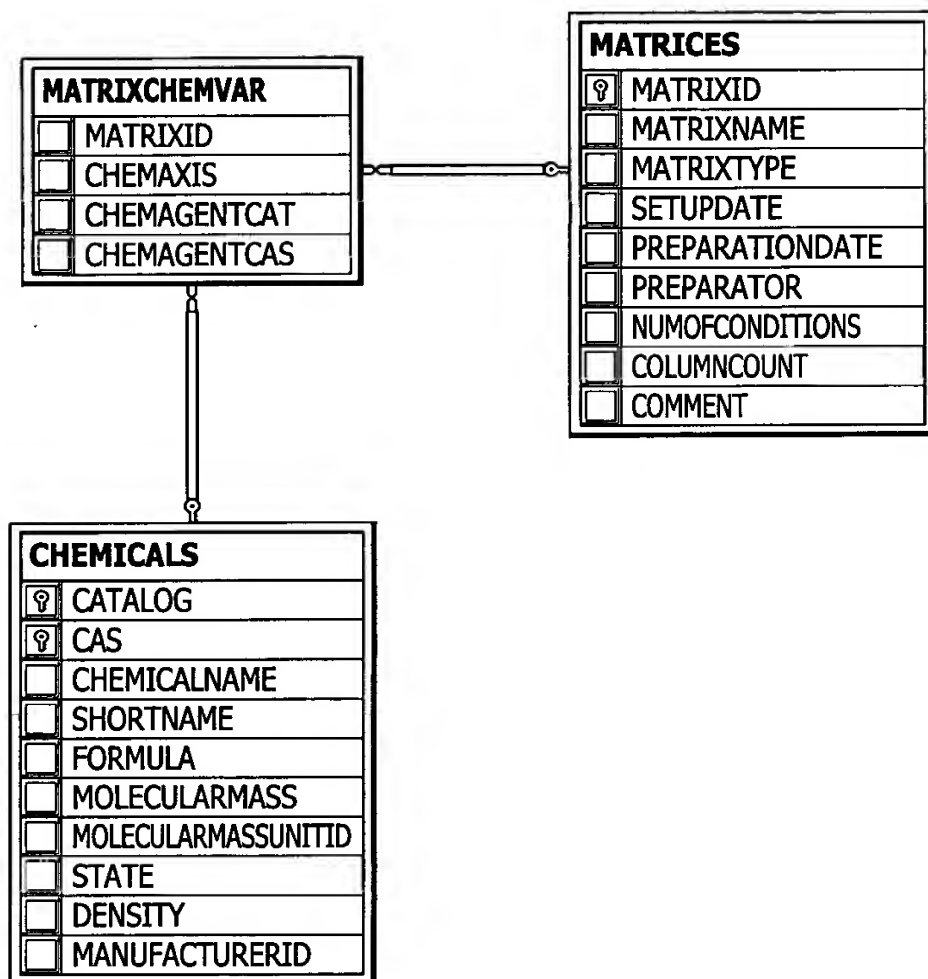 MATRIXCHEMVAR
MATRIXID
CHEMAXIS
CHEMAGENTCAT
CHEMAGENTCAS
MATRICES
MATRIXID
MATRIXNAME
MATRIXTYPE
SETUPDATE
PREPARATIONDATE
PREPARATOR
NUMOFCONDITIONS
COLUMNCOUNT
COMMENT
CHEMICALS
CATALOG
CAS
CHEMICALNAME
SHORTNAME
FORMULA
MOLECULARMASS
MOLECULARMASSUNITID
STATE
DENSITY
MANUFACTURERID